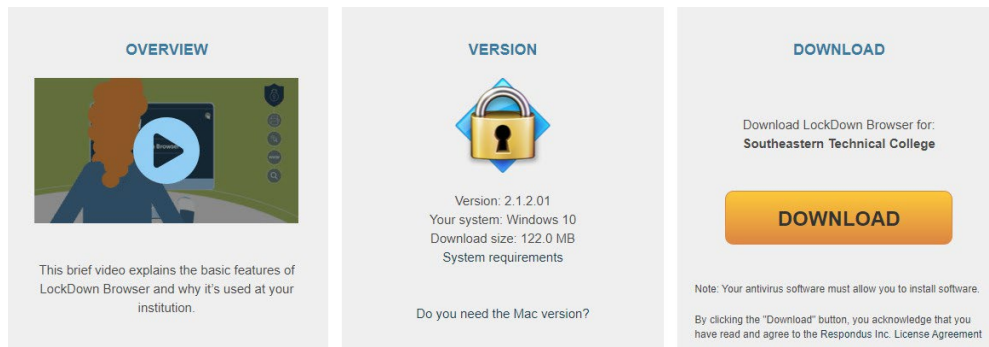 OVERVIEW
This brief video explains the basic features of
LockDown Browser and why it's used at your
institution.
VERSION
Version: 2.1.2.01
Your system: Windows 10
Download size: 122.0 MB
System requirements
Do you need the Mac version?
DOWNLOAD
Download LockDown Browser for:
Southeastern Technical College
DOWNLOAD
Note: Your antivirus software must allow you to install software.
By clicking the "Download" button, you acknowledge that you
have read and agree to the Respondus Inc. License Agreement